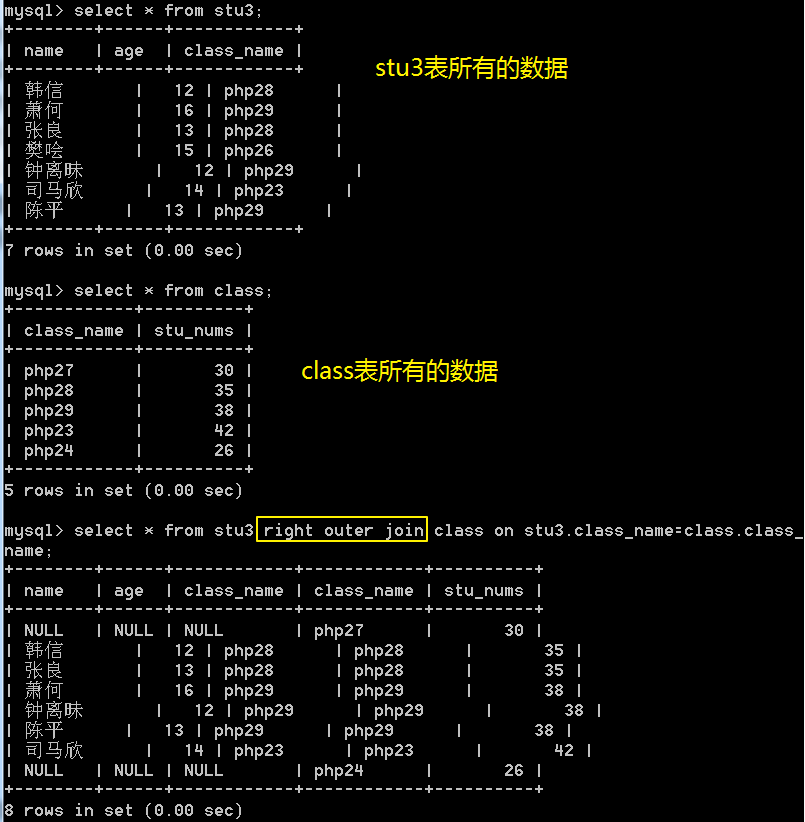 mysql> select * from stu3;
+--------+------+------------+
| name   | age  | class_name |
+--------+------+------------+
| 韩信       |   12 | php28      |
| 萧何       |   16 | php29      |
| 张良       |   13 | php28      |
| 樊哙       |   15 | php26      |
| 钟离昧       |   12 | php29      |
| 司马欣      |   14 | php23      |
| 陈平      |   13 | php29      |
+--------+------+------------+
7 rows in set (0.00 sec)
stu3表所有的数据
mysql> select * from class;
+------------+----------+
| class_name | stu_nums |
+------------+----------+
| php27      |       30 |
| php28      |       35 |
| php29      |       38 |
| php23      |       42 |
| php24      |       26 |
+------------+----------+
5 rows in set (0.00 sec)
class表所有的数据
mysql> select * from stu3 right outer join class on stu3.class_name=class.class_
name;
+--------+------+------------+------------+----------+
| name   | age  | class_name | class_name | stu_nums |
+--------+------+------------+------------+----------+
| NULL   | NULL | NULL       | php27      |       30 |
| 韩信       |   12 | php28      | php28      |       35 |
| 张良       |   13 | php28      | php28      |       35 |
| 萧何       |   16 | php29      | php29      |       38 |
| 钟离昧       |   12 | php29      | php29      |       38 |
| 陈平      |   13 | php29      | php29      |       38 |
| 司马欣      |   14 | php23      | php23      |       42 |
| NULL   | NULL | NULL       | php24      |       26 |
+--------+------+------------+------------+----------+
8 rows in set (0.00 sec)